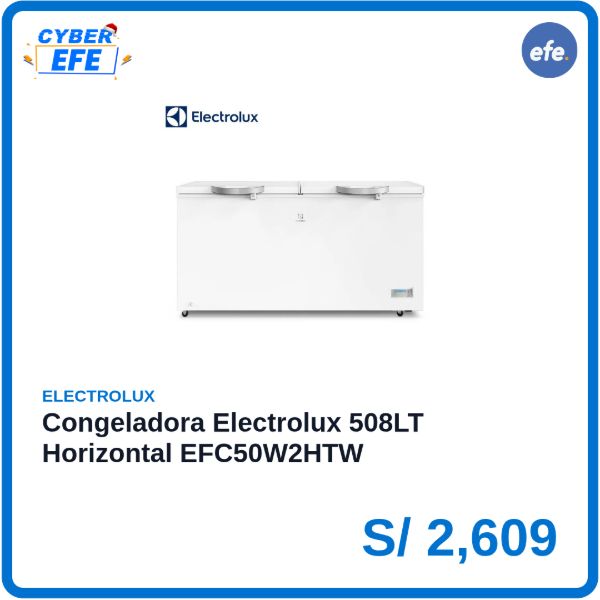 CYBER
EFE
efe.
Electrolux
ELECTROLUX
Congeladora Electrolux 508LT
Horizontal EFC50W2HTW
S/ 2,609